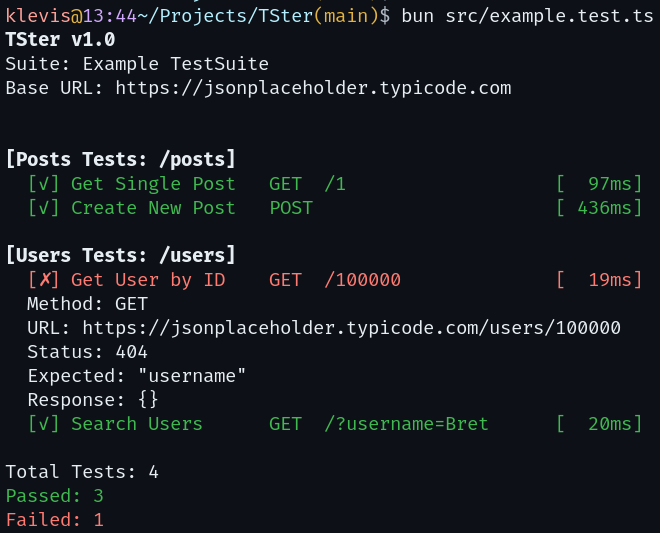 klevis@13:44~/Projects/TSter(main)$ bun src/example.test.ts
TSter v1.0
Suite: Example TestSuite
Base URL: https://jsonplaceholder.typicode.com
[Posts Tests: /posts]
[√] Get Single Post   GET  /1                   [  97ms]
[√] Create New Post   POST                      [ 436ms]
[Users Tests: /users]
[✗] Get User by ID    GET  /100000              [  19ms]
Method: GET
URL: https://jsonplaceholder.typicode.com/users/100000
Status: 404
Expected: "username"
Response: {}
[√] Search Users      GET  /?username=Bret      [  20ms]
Total Tests: 4
Passed: 3
Failed: 1